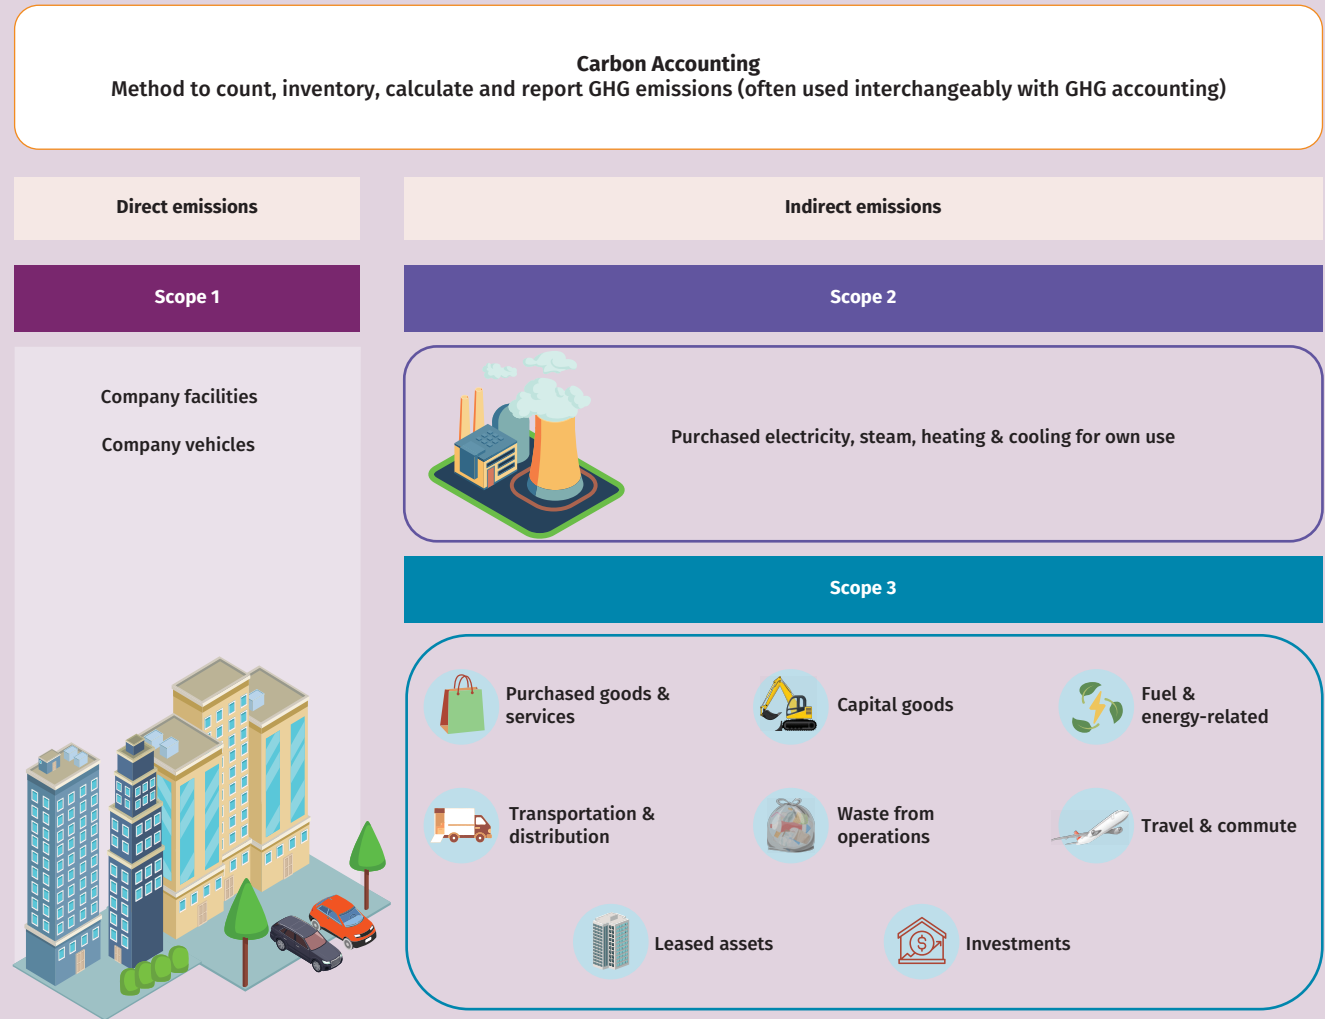 Carbon Accounting
Method to count, inventory, calculate and report GHG emissions (often used interchangeably with GHG accounting)
Direct emissions
Indirect emissions
Scope 1
Company facilities
Company vehicles
Scope 2
Purchased electricity, steam, heating & cooling for own use
Scope 3
Purchased goods &
services
Capital goods
Fuel &
energy-related
Transportation &
distribution
Waste from
operations
Travel & commute
Leased assets
Investments